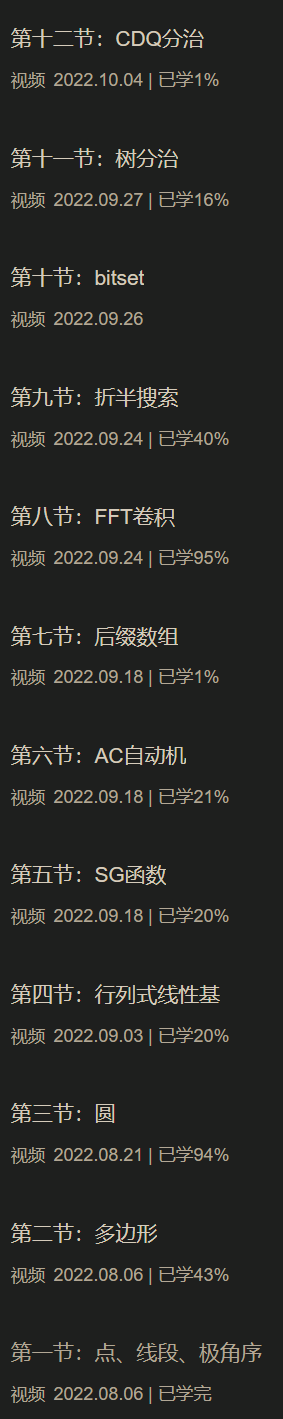 第十二节：CDQ分治
视频 2022.10.04 | 已学1%
第十一节：树分治
视频 2022.09.27 | 已学16%
第十节：bitset
视频 2022.09.26
第九节：折半搜索
视频 2022.09.24 | 已学40%
第八节：FFT卷积
视频 2022.09.24 | 已学95%
第七节：后缀数组
视频 2022.09.18 | 已学1%
第六节：AC自动机
视频 2022.09.18 | 已学21%
第五节：SG函数
视频 2022.09.18 | 已学20%
第四节：行列式线性基
视频 2022.09.03 | 已学20%
第三节：圆
视频 2022.08.21 | 已学94%
第二节：多边形
视频 2022.08.06 | 已学43%
第一节：点、线段、极角序
视频 2022.08.06 | 已学完